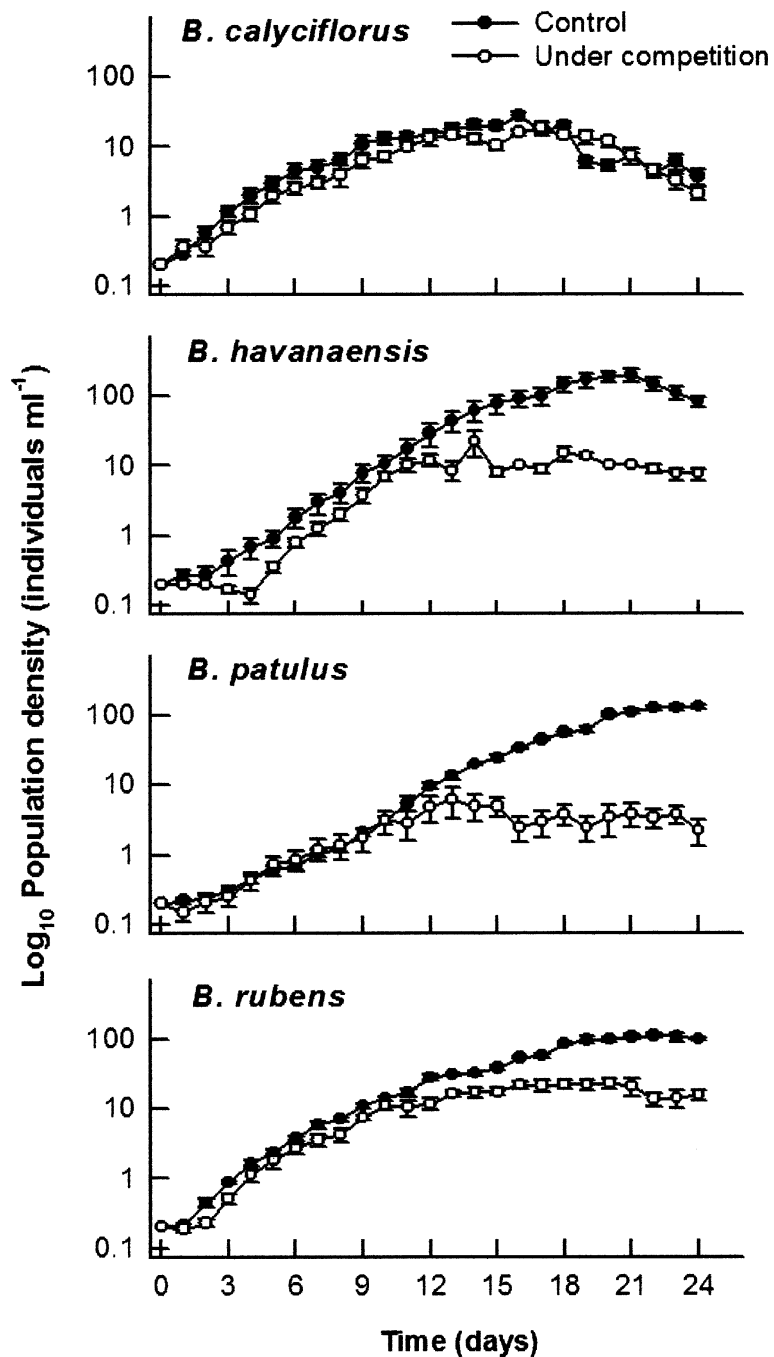 B. calyciflorus
Control
Under competition
100
10
1
0.1
B. havanaensis
100
10
1
0.1
B. patulus
100
10
1
0.1
B. rubens
100
10
1
0.1
0 3 6 9 12 15 18 21 24
Time (days)
Log₁₀ Population density (individuals ml⁻¹)